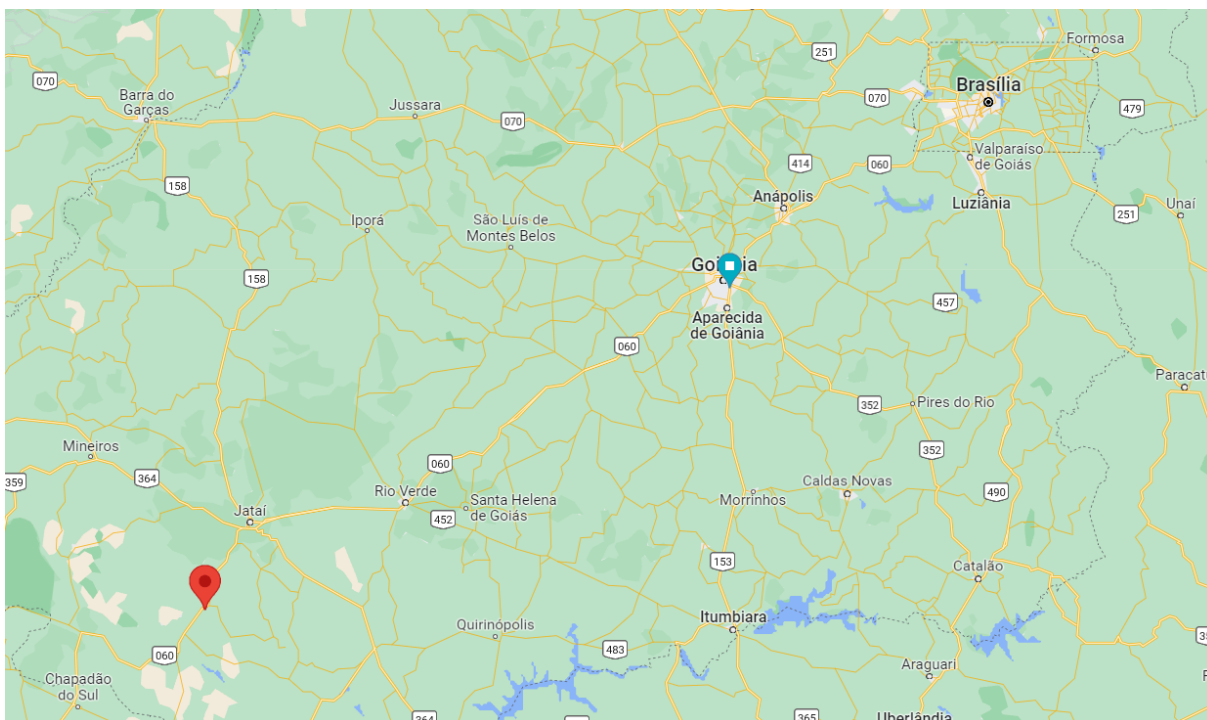 Formosa
251
070
Brasília
Barra do
Garças
070
Jussara
479
070
414
060
Valparaíso
de Goiás
158
Anápolis
Luziânia
Unaí
251
Iporá
São Luís de
Montes Belos
158
457
Aparecida
de Goiânia
060
352
Pires do Rio
Mineiros
060
352
364
359
Rio Verde
Santa Helena
de Goiás
452
Caldas Novas
Morrinhos
490
Jataí
153
Catalão
Itumbiara
Quirinópolis
483
060
Araguari
Chapadão
do Sul
364
365
Uberlândia